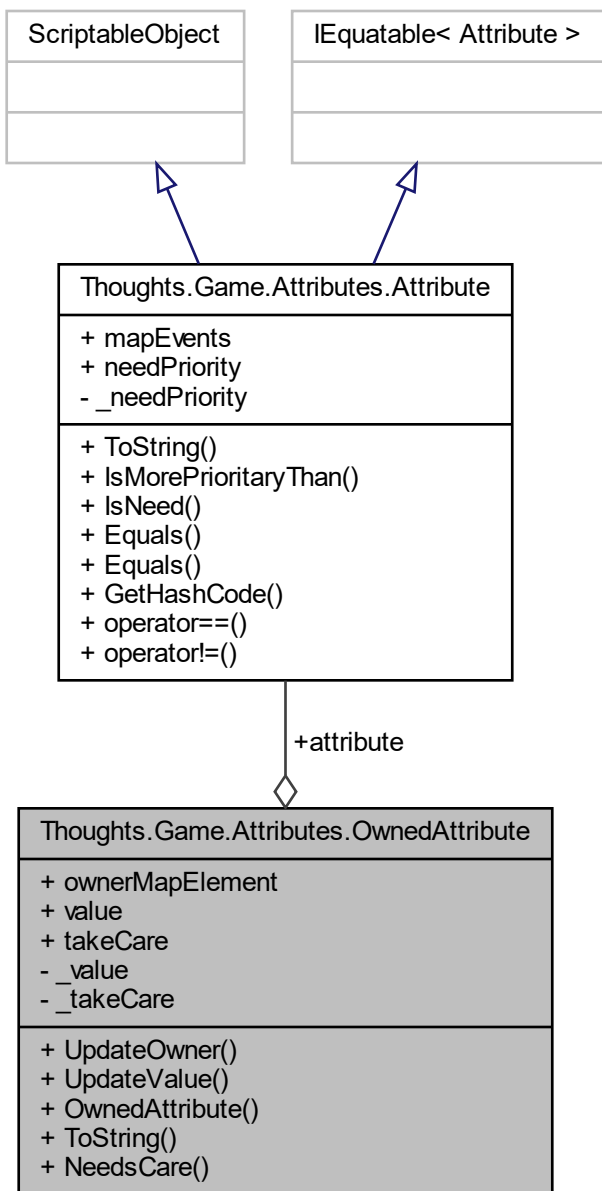 ScriptableObject
IEquatable< Attribute >
Thoughts.Game.Attributes.Attribute
+ mapEvents
+ needPriority
- _needPriority
+ ToString()
+ IsMorePrioritaryThan()
+ IsNeed()
+ Equals()
+ Equals()
+ GetHashCode()
+ operator==()
+ operator!=()
+attribute
Thoughts.Game.Attributes.OwnedAttribute
+ ownerMapElement
+ value
+ takeCare
- _value
- _takeCare
+ UpdateOwner()
+ UpdateValue()
+ OwnedAttribute()
+ ToString()
+ NeedsCare()